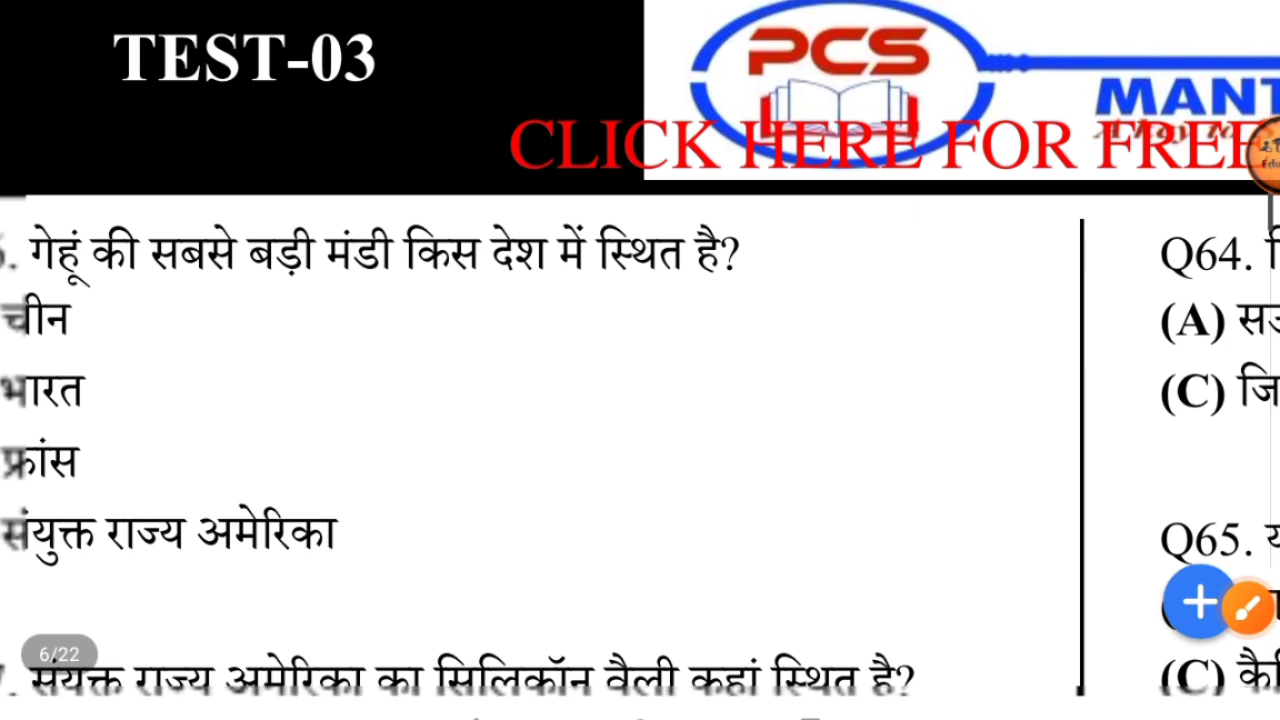 TEST-03
PCS
MANT
CLICK HERE FOR FREE
गेहूं की सबसे बड़ी मंडी किस देश में स्थित है?
चीन
भारत
फ्रांस
संयुक्त राज्य अमेरिका
6/22
संयुक्त राज्य अमेरिका का सिलिकॉन वैली कहां स्थित है?
Q64.
(A)
(C) जि
Q65.
(C) कै